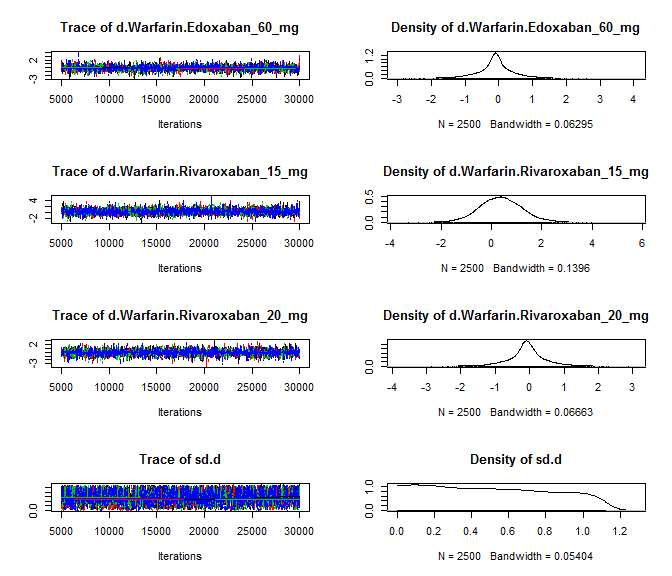 Trace of d.Warfarin.Edoxaban_60_mg
Density of d.Warfarin.Edoxaban_60_mg
-3 2
5000 10000 15000 20000 25000 30000
Iterations
0.0 1.2
-3 -2 -1 0 1 2 3 4
N = 2500 Bandwidth = 0.06295
Trace of d.Warfarin.Rivaroxaban_15_mg
Density of d.Warfarin.Rivaroxaban_15_mg
-2 4
5000 10000 15000 20000 25000 30000
Iterations
0.0 0.5
-4 -2 0 2 4 6
N = 2500 Bandwidth = 0.1396
Trace of d.Warfarin.Rivaroxaban_20_mg
Density of d.Warfarin.Rivaroxaban_20_mg
-3 2
5000 10000 15000 20000 25000 30000
Iterations
0.0
-4 -3 -2 -1 0 1 2 3
N = 2500 Bandwidth = 0.06663
Trace of sd.d
Density of sd.d
0.0
5000 10000 15000 20000 25000 30000
Iterations
0.0 1.0
0.0 0.2 0.4 0.6 0.8 1.0 1.2
N = 2500 Bandwidth = 0.05404